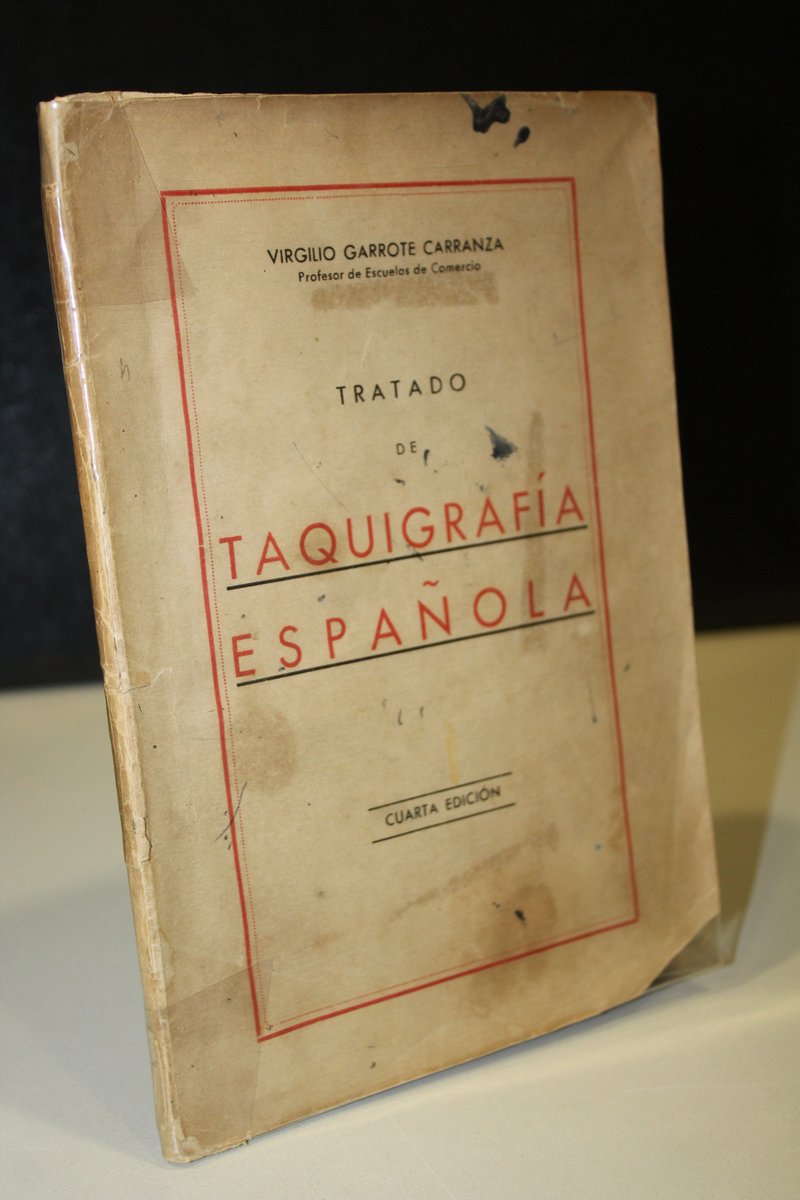 VIRGILIO GARROTE CARRANZA
Profesor de Escuelas de Comercio
TRATADO
DE
TAQUIGRAFÍA
ESPAÑOLA
CUARTA EDICIÓN